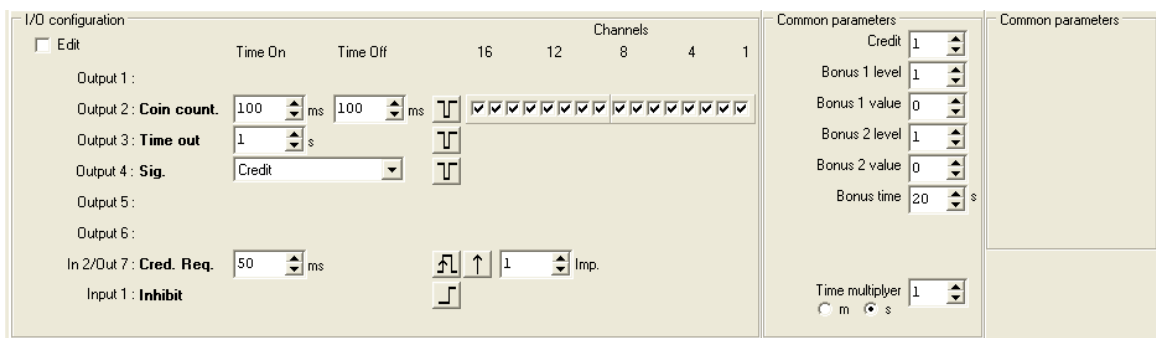 I/O configuration
Edit
Channels
Time On Time Off 16 12 8 4 1
Output 1 :
Output 2 : Coin count. 100 ms 100 ms
Output 3 : Time out 1 s
Output 4 : Sig. Credit
Output 5 :
Output 6 :
In 2/Out 7 : Cred. Req. 50 ms 1 Imp.
Input 1 : Inhibit
Common parameters
Credit 1
Bonus 1 level 1
Bonus 1 value 0
Bonus 2 level 1
Bonus 2 value 0
Bonus time 20 s
Time multiplyer 1
m s
Common parameters